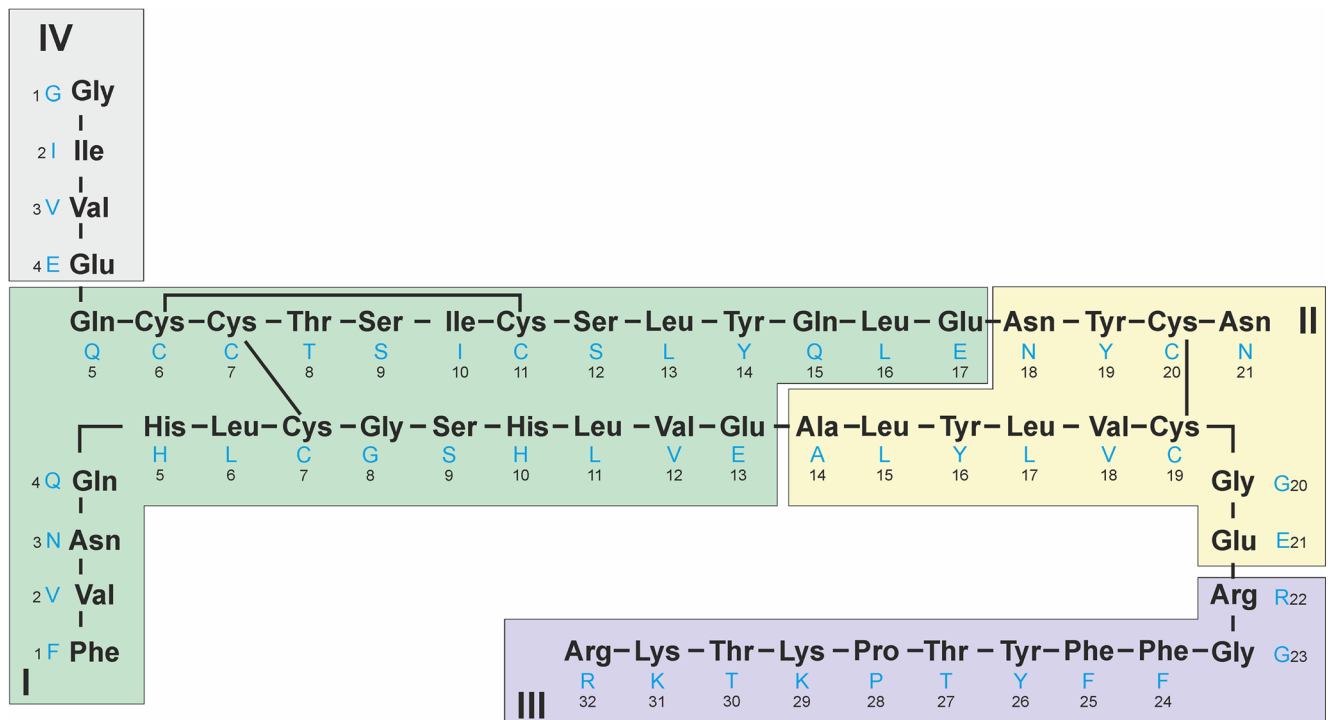 IV
1 G Gly
2 I Ile
3 V Val
4 E Glu
Gln Cys Cys Thr Ser Ile Cys Ser Leu Tyr Gln Leu Glu Asn Tyr Cys Asn II
Q C C T S I C S L Y Q L E N Y C N
5 6 7 8 9 10 11 12 13 14 15 16 17 18 19 20 21
His Leu Cys Gly Ser His Leu Val Glu Ala Leu Tyr Leu Val Cys
H L C G S H L V E A L Y L V C
5 6 7 8 9 10 11 12 13 14 15 16 17 18 19
4 Q Gln Gly G20
3 N Asn Glu E21
2 V Val Arg R22
1 F Phe Arg Lys Thr Lys Pro Thr Tyr Phe Phe Gly G23
I R K T K P T Y F F
III 32 31 30 29 28 27 26 25 24